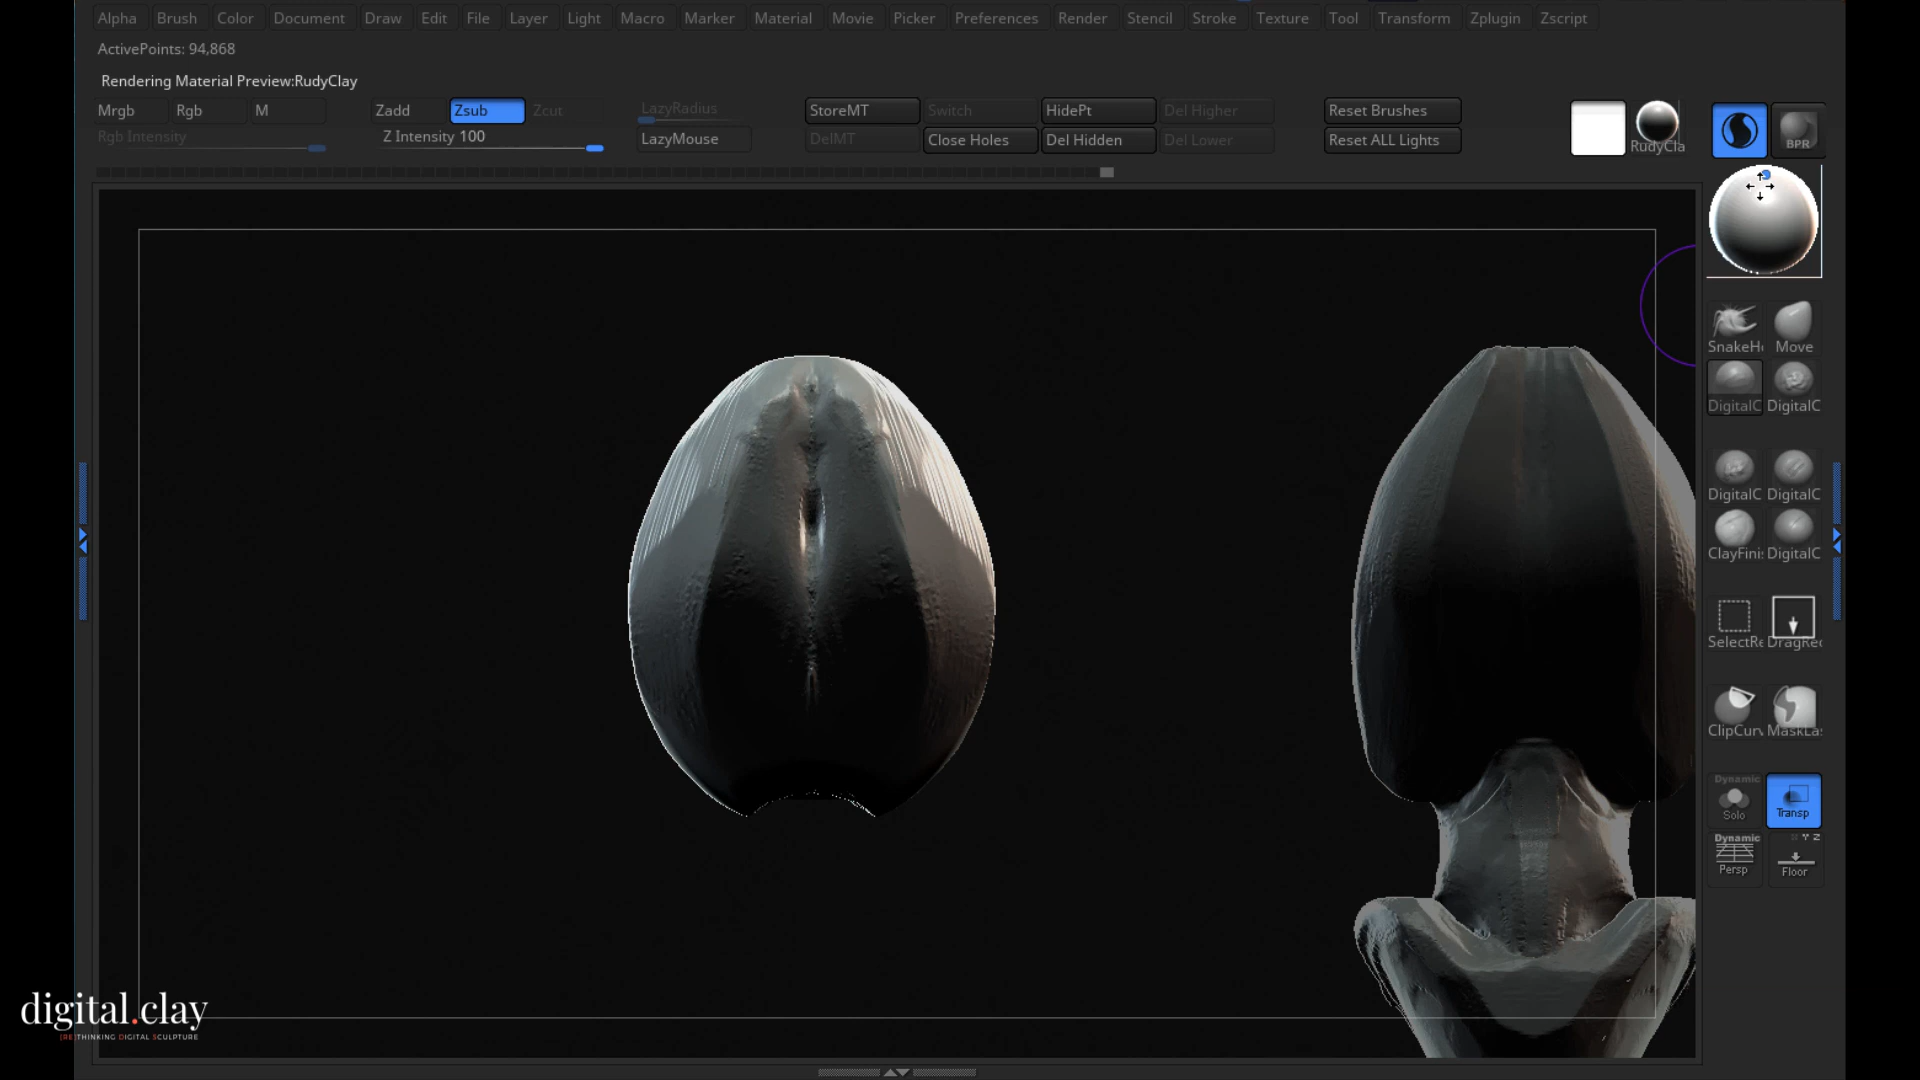 Alpha Brush Color Document Draw Edit File Layer Light Macro Marker Material Movie Picker Preferences Render Stencil Stroke Texture Tool Transform Zplugin Zscript
ActivePoints: 94,868
Rendering Material Preview:RudyClay
Mrgb Rgb M Zadd Zsub Zcut LazyRadius StoreMT Switch HidePt Del Higher Reset Brushes
Rgb Intensity Z Intensity 100 LazyMouse DelMT Close Holes Del Hidden Del Lower Reset ALL Lights
RudyCla
BPR
SnakeH Move
DigitalC DigitalC
DigitalC DigitalC
ClayFini DigitalC
SelectRe DragRec
ClipCurv MaskLas
Dynamic
Solo Transp
Dynamic Y Z
Persp Floor
digital.clay
[RE]THINKING DIGITAL SCULPTURE